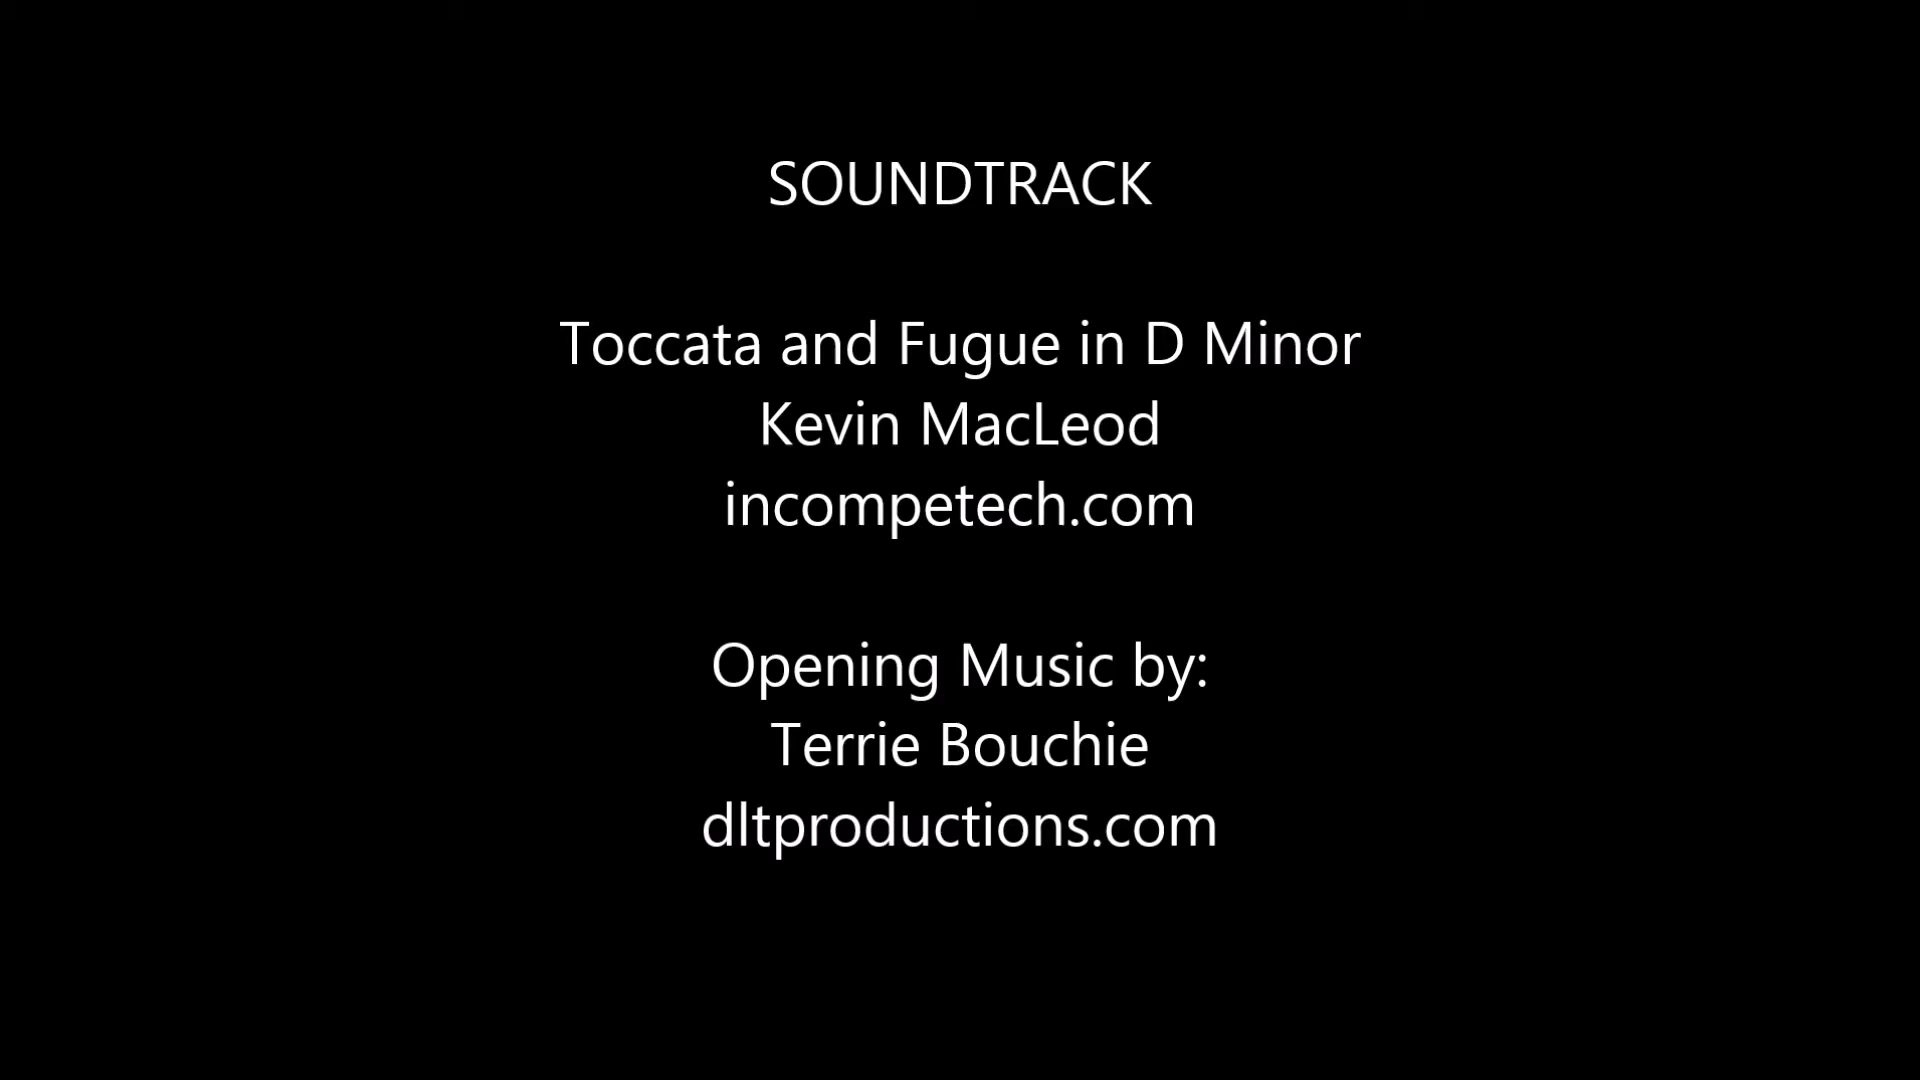 SOUNDTRACK
Toccata and Fugue in D Minor
Kevin MacLeod
incompetech.com
Opening Music by:
Terrie Bouchie
dltproductions.com